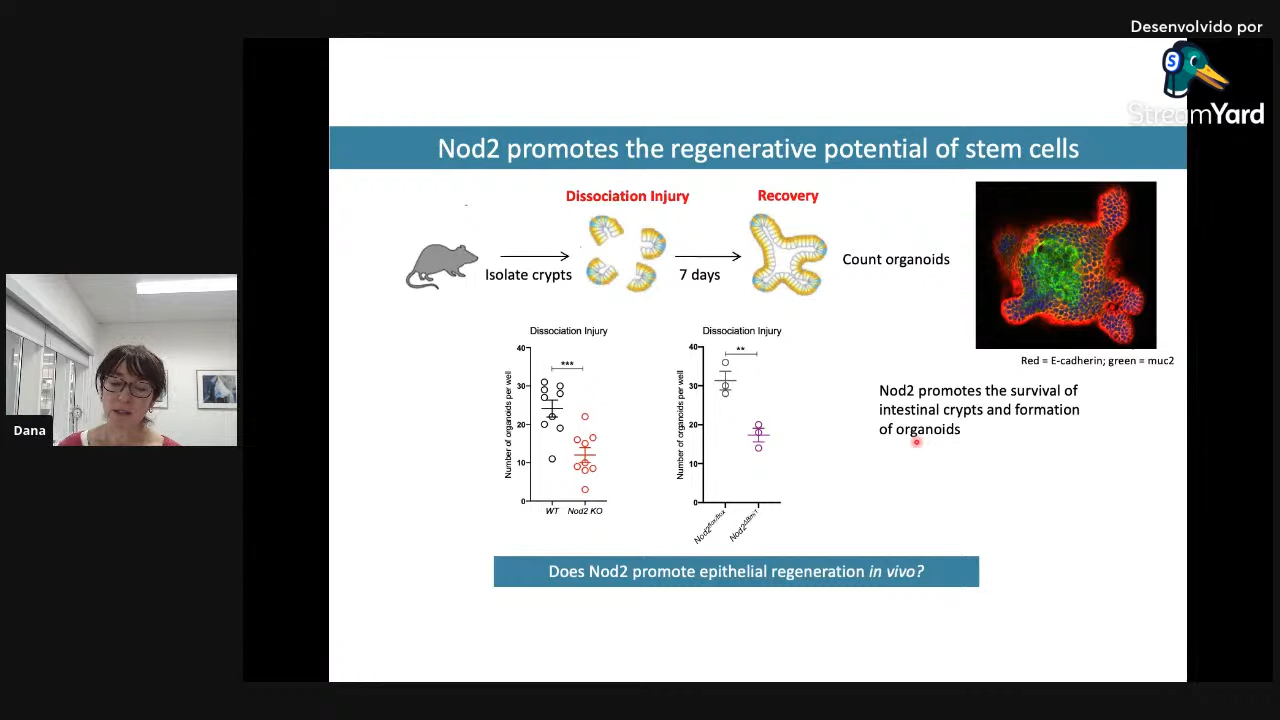 Desenvolvido por
StreamYard
Nod2 promotes the regenerative potential of stem cells
Dissociation Injury
Recovery
Isolate crypts
7 days
Count organoids
Red = E-cadherin; green = muc2
Dissociation Injury
***
Number of organoids per well
40
30
20
10
0
WT
Nod2 KO
Dissociation Injury
**
Number of organoids per well
40
30
20
10
0
Nod2
Nod2
Nod2 promotes the survival of
intestinal crypts and formation
of organoids
Does Nod2 promote epithelial regeneration in vivo?
Dana